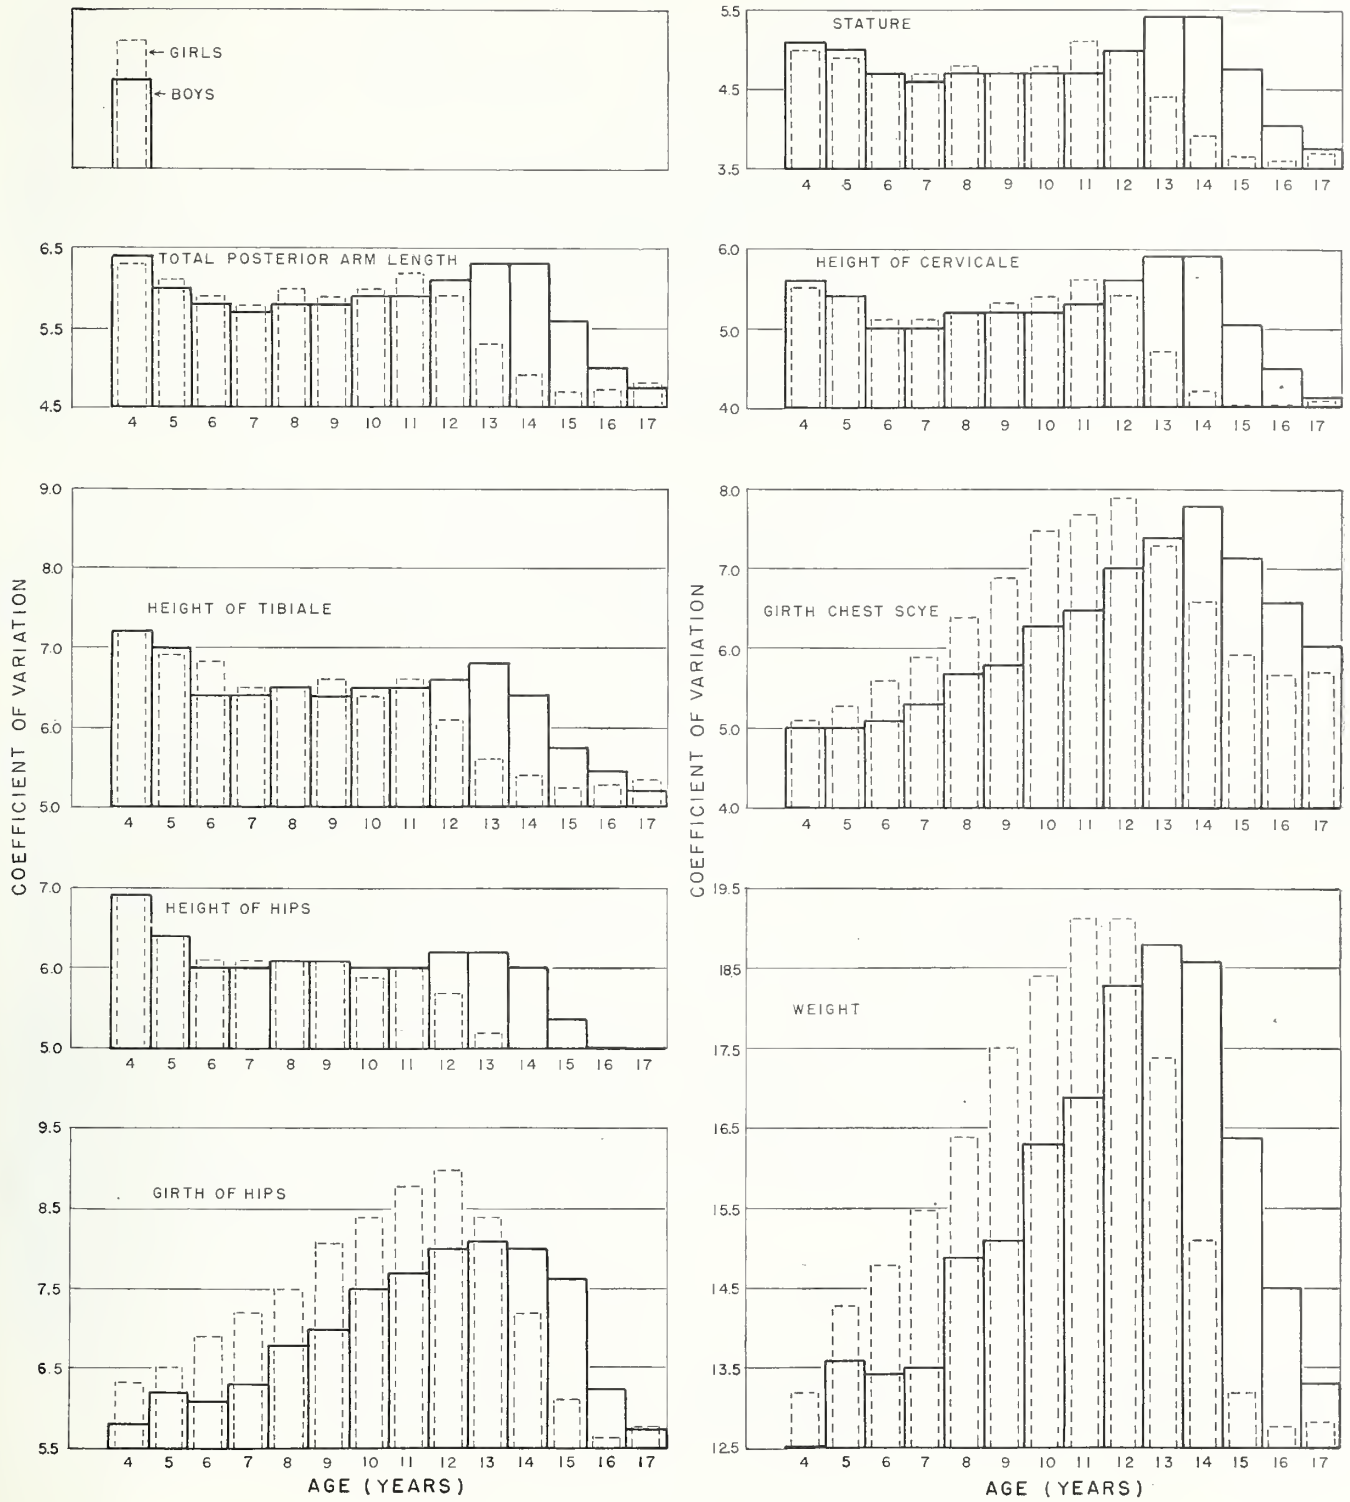 GIRLS
BOYS
STATURE
5.5
4.5
3.5
4 5 6 7 8 9 10 11 12 13 14 15 16 17
TOTAL POSTERIOR ARM LENGTH
6.5
5.5
4.5
4 5 6 7 8 9 10 11 12 13 14 15 16 17
HEIGHT OF CERVICALE
6.0
5.0
4.0
4 5 6 7 8 9 10 11 12 13 14 15 16 17
COEFFICIENT OF VARIATION
HEIGHT OF TIBIALE
9.0
8.0
7.0
6.0
5.0
4 5 6 7 8 9 10 11 12 13 14 15 16 17
COEFFICIENT OF VARIATION
GIRTH CHEST SCYE
8.0
7.0
6.0
5.0
4.0
4 5 6 7 8 9 10 11 12 13 14 15 16 17
HEIGHT OF HIPS
7.0
6.0
5.0
4 5 6 7 8 9 10 11 12 13 14 15 16 17
GIRTH OF HIPS
9.5
8.5
7.5
6.5
5.5
4 5 6 7 8 9 10 11 12 13 14 15 16 17
AGE (YEARS)
WEIGHT
19.5
18.5
17.5
16.5
15.5
14.5
13.5
12.5
4 5 6 7 8 9 10 11 12 13 14 15 16 17
AGE (YEARS)